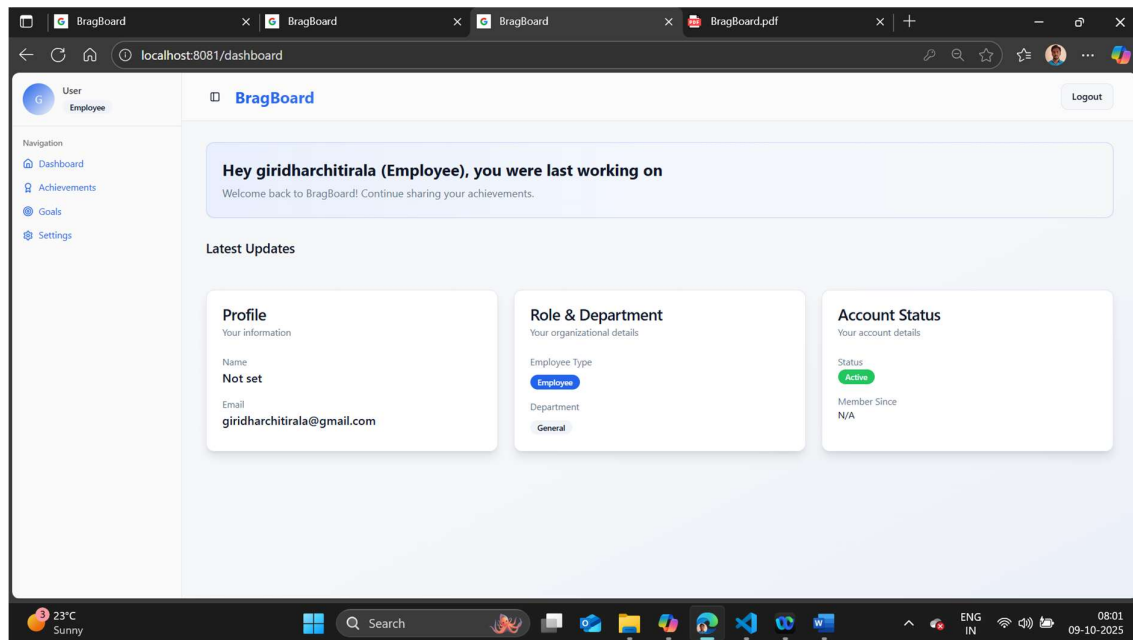 BragBoard
BragBoard
BragBoard
BragBoard.pdf
localhost:8081/dashboard
G
User
Employee
BragBoard
Logout
Navigation
Dashboard
Achievements
Goals
Settings
Hey giridharchitirala (Employee), you were last working on
Welcome back to BragBoard! Continue sharing your achievements.
Latest Updates
Profile
Your information
Name
Not set
Email
giridharchitirala@gmail.com
Role & Department
Your organizational details
Employee Type
Employee
Department
General
Account Status
Your account details
Status
Active
Member Since
N/A
3
23°C
Sunny
Search
ENG
IN
08:01
09-10-2025